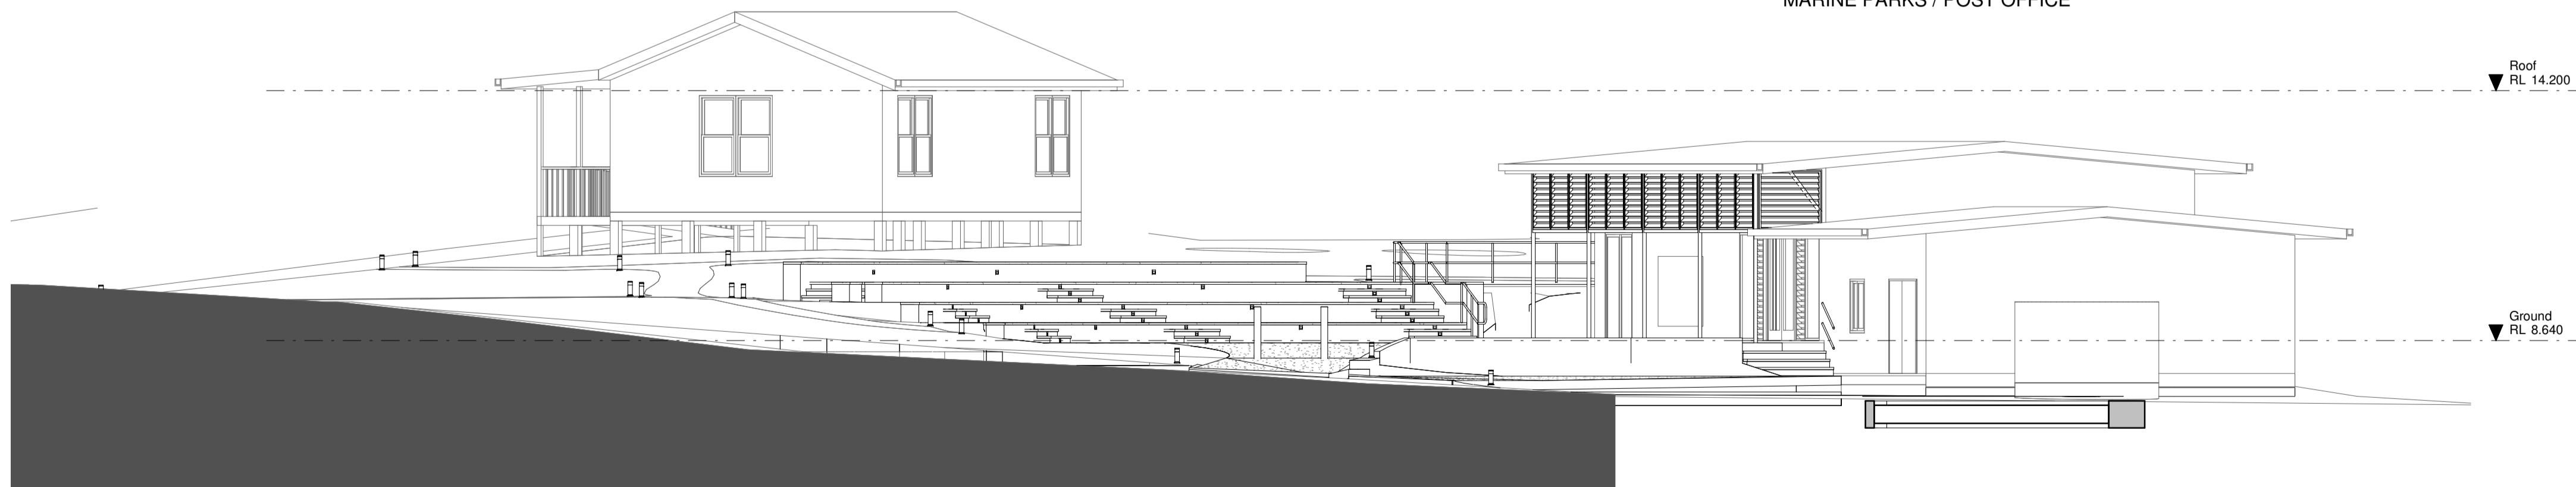 MARINE PARKS / POST OFFICE
Roof
RL 14.200
Ground
RL 8.640